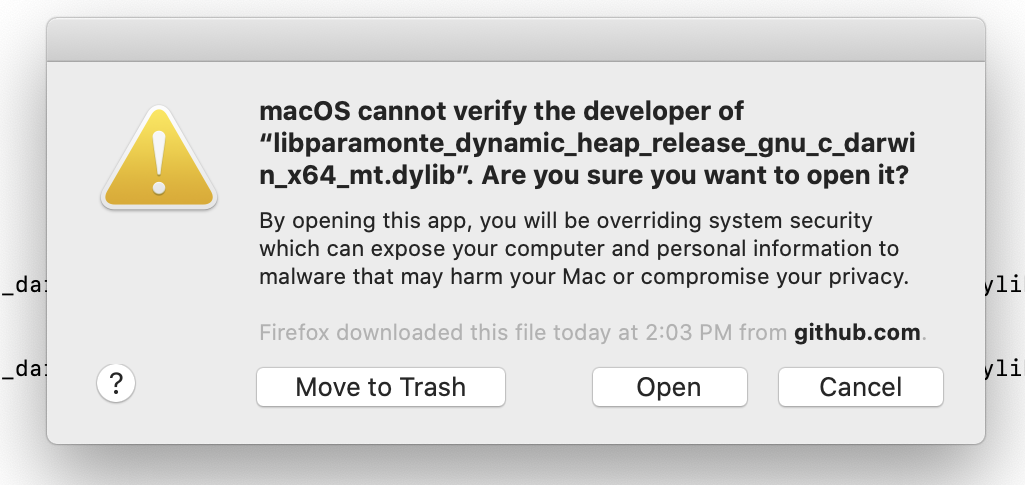 macOS cannot verify the developer of
“libparamonte_dynamic_heap_release_gnu_c_darwi
n_x64_mt.dylib”. Are you sure you want to open it?
By opening this app, you will be overriding system security
which can expose your computer and personal information to
malware that may harm your Mac or compromise your privacy.
Firefox downloaded this file today at 2:03 PM from github.com.
? Move to Trash Open Cancel